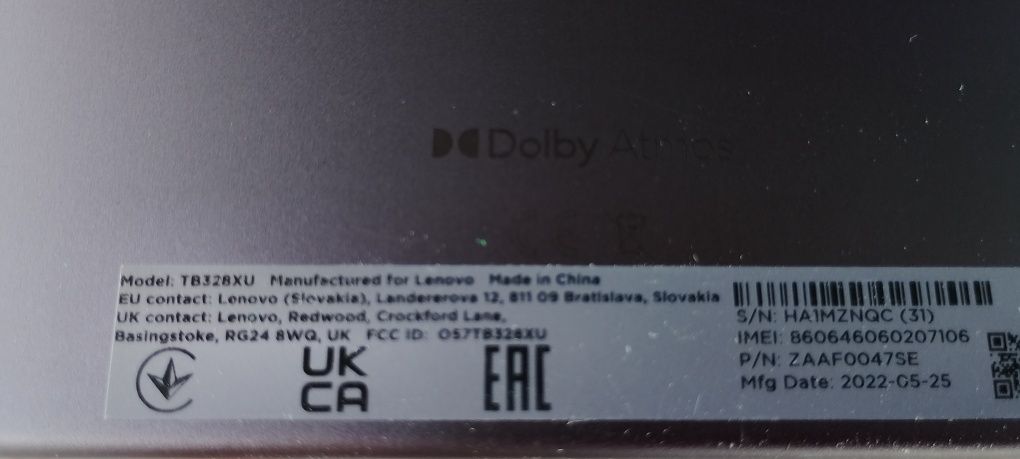 Dolby Atmos
CE
Model: TB328XU Manufactured for Lenovo Made in China
EU contact: Lenovo (Slovakia), Landererova 12, 811 09 Bratislava, Slovakia
UK contact: Lenovo, Redwood, Crockford Lane,
Basingstoke, RG24 8WQ, UK FCC ID: O57TB328XU
UK
CA
EAC
S/N: HA1MZNQC (31)
IMEI: 860646060207106
P/N: ZAAF0047SE
Mfg Date: 2022-05-25